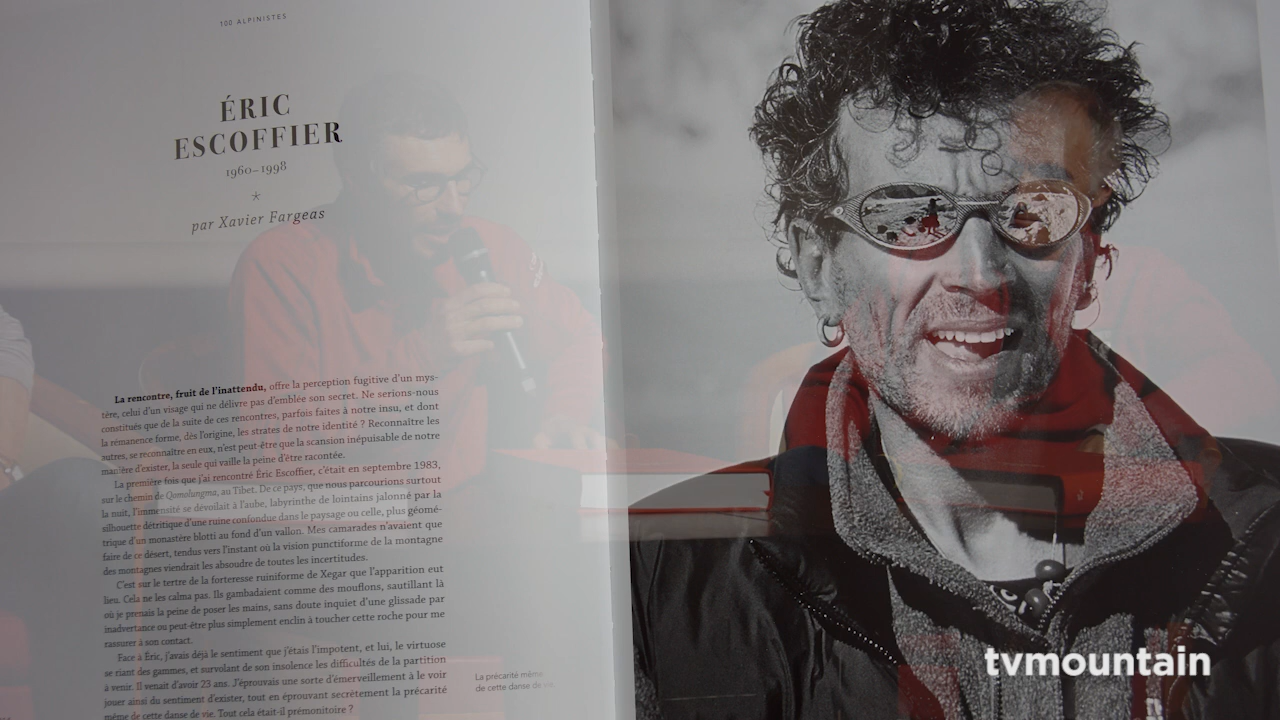 100 ALPINISTES
ÉRIC
ESCOFFIER
1960–1998
*
par Xavier Fargeas
La rencontre, fruit de l'inattendu, offre la perception fugitive d'un mys-
tère, celui d'un visage qui ne délivre pas d'emblée son secret. Ne serions-nous
constitués que de la suite de ces rencontres, parfois faites à notre insu, et dont
la rémanence forme, dès l'origine, les strates de notre identité ? Reconnaître les
autres, se reconnaître en eux, n'est peut-être que la scansion inépuisable de notre
manière d'exister, la seule qui vaille la peine d'être racontée.
La première fois que j'ai rencontré Éric Escoffier, c'était en septembre 1983,
sur le chemin de Qomolungma, au Tibet. De ce pays, que nous parcourions surtout
la nuit, l'immensité se dévoilait à l'aube, labyrinthe de lointains jalonné par la
silhouette détritique d'une ruine confondue dans le paysage ou celle, plus géomé-
trique d'un monastère blotti au fond d'un vallon. Mes camarades n'avaient que
faire de ce désert, tendus vers l'instant où la vision punctiforme de la montagne
des montagnes viendrait les absoudre de toutes les incertitudes.
C'est sur le tertre de la forteresse ruiniforme de Xegar que l'apparition eut
lieu. Cela ne les calma pas. Ils gambadaient comme des mouflons, sautillant là
où je prenais la peine de poser les mains, sans doute inquiet d'une glissade par
inadvertance ou peut-être plus simplement enclin à toucher cette roche pour me
rassurer à son contact.
Face à Éric, j'avais déjà le sentiment que j'étais l'impotent, et lui, le virtuose
se riant des gammes, et survolant de son insolence les difficultés de la partition
à venir. Il venait d'avoir 23 ans. J'éprouvais une sorte d'émerveillement à le voir
jouer ainsi du sentiment d'exister, tout en éprouvant secrètement la précarité
même de cette danse de vie. Tout cela était-il prémonitoire ?
La précarité même
de cette danse de vie
tvmountain